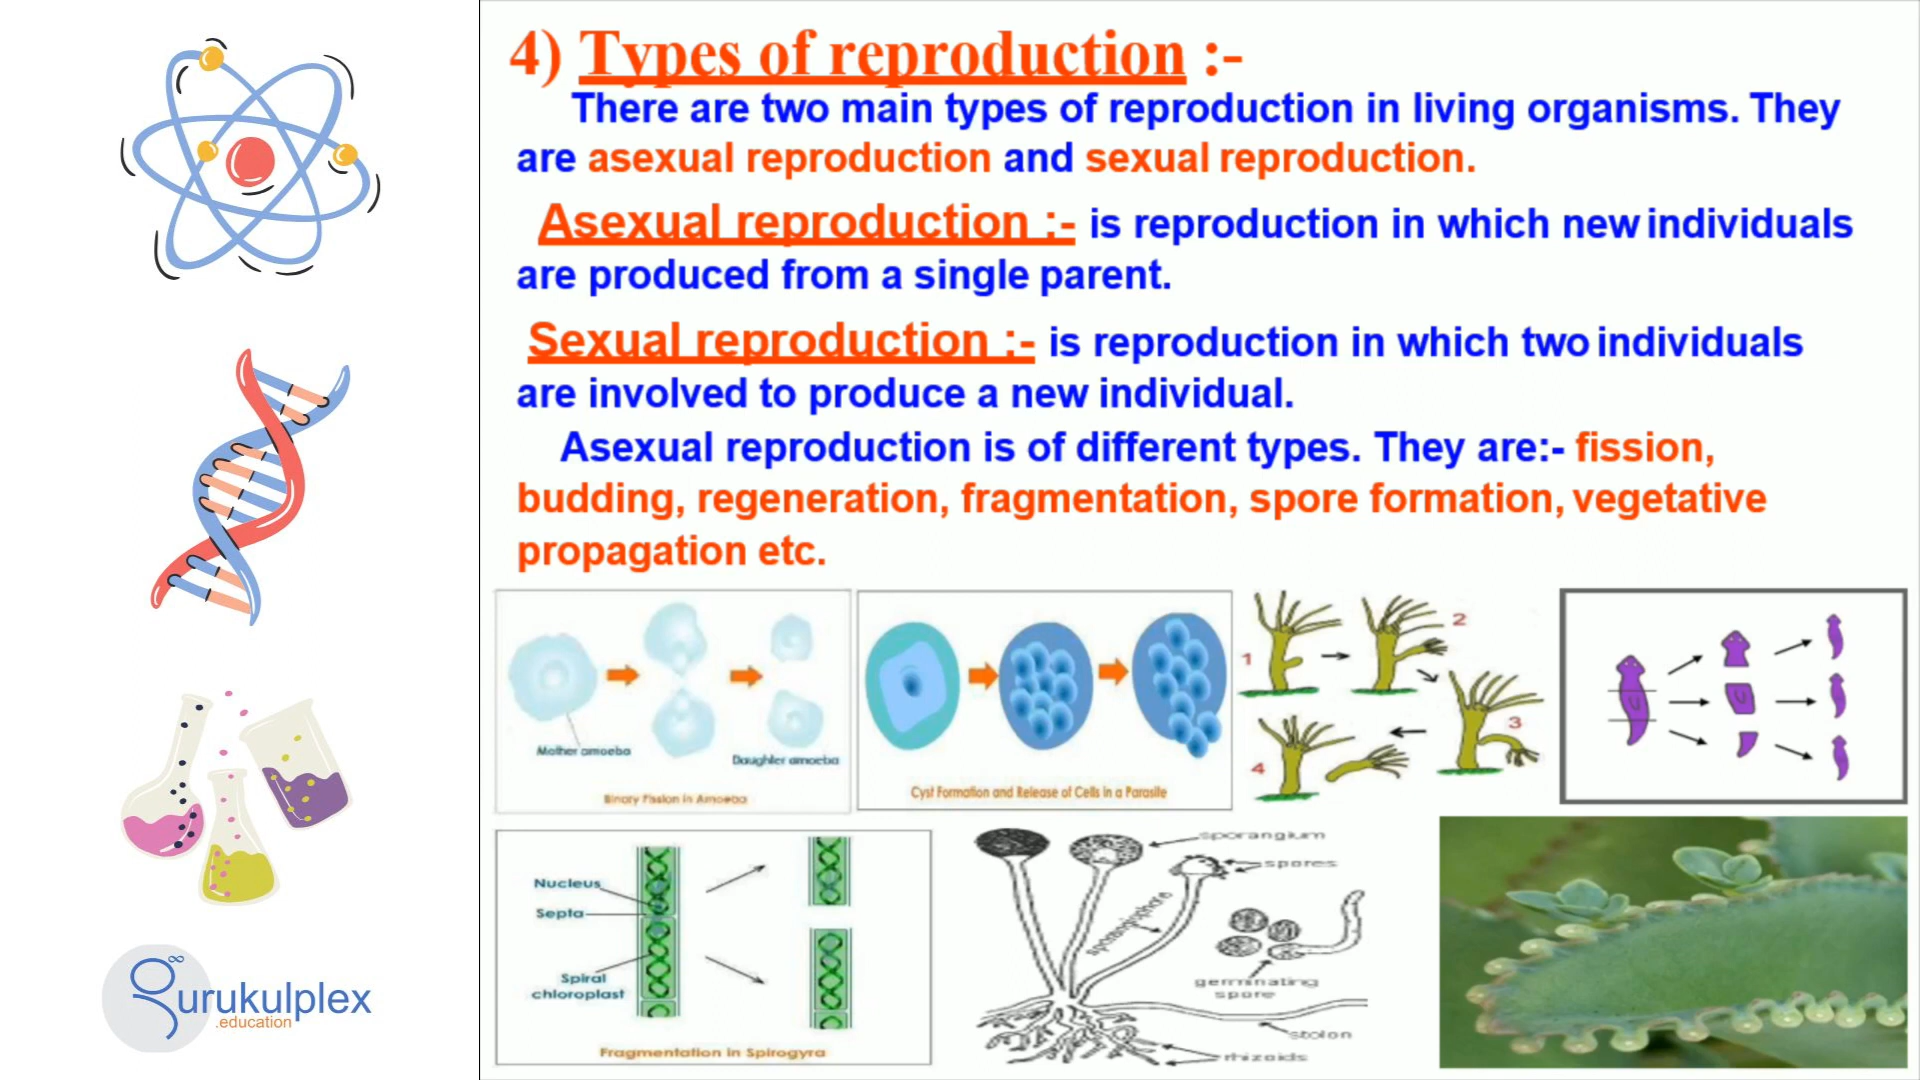 4) Types of reproduction :-
There are two main types of reproduction in living organisms. They
are asexual reproduction and sexual reproduction.
Asexual reproduction :- is reproduction in which new individuals
are produced from a single parent.
Sexual reproduction :- is reproduction in which two individuals
are involved to produce a new individual.
Asexual reproduction is of different types. They are:- fission,
budding, regeneration, fragmentation, spore formation, vegetative
propagation etc.
Mother amoeba
Daughter amoeba
Binary Fission in Amoeba
Cyst Formation and Release of Cells in a Parasite
1
2
3
4
Nucleus
Septa
Spiral
chloroplast
Fragmentation in Spirogyra
sporangium
spores
sporangiophore
germinating
spore
stolon
rhizoids
gurukulplex
.education